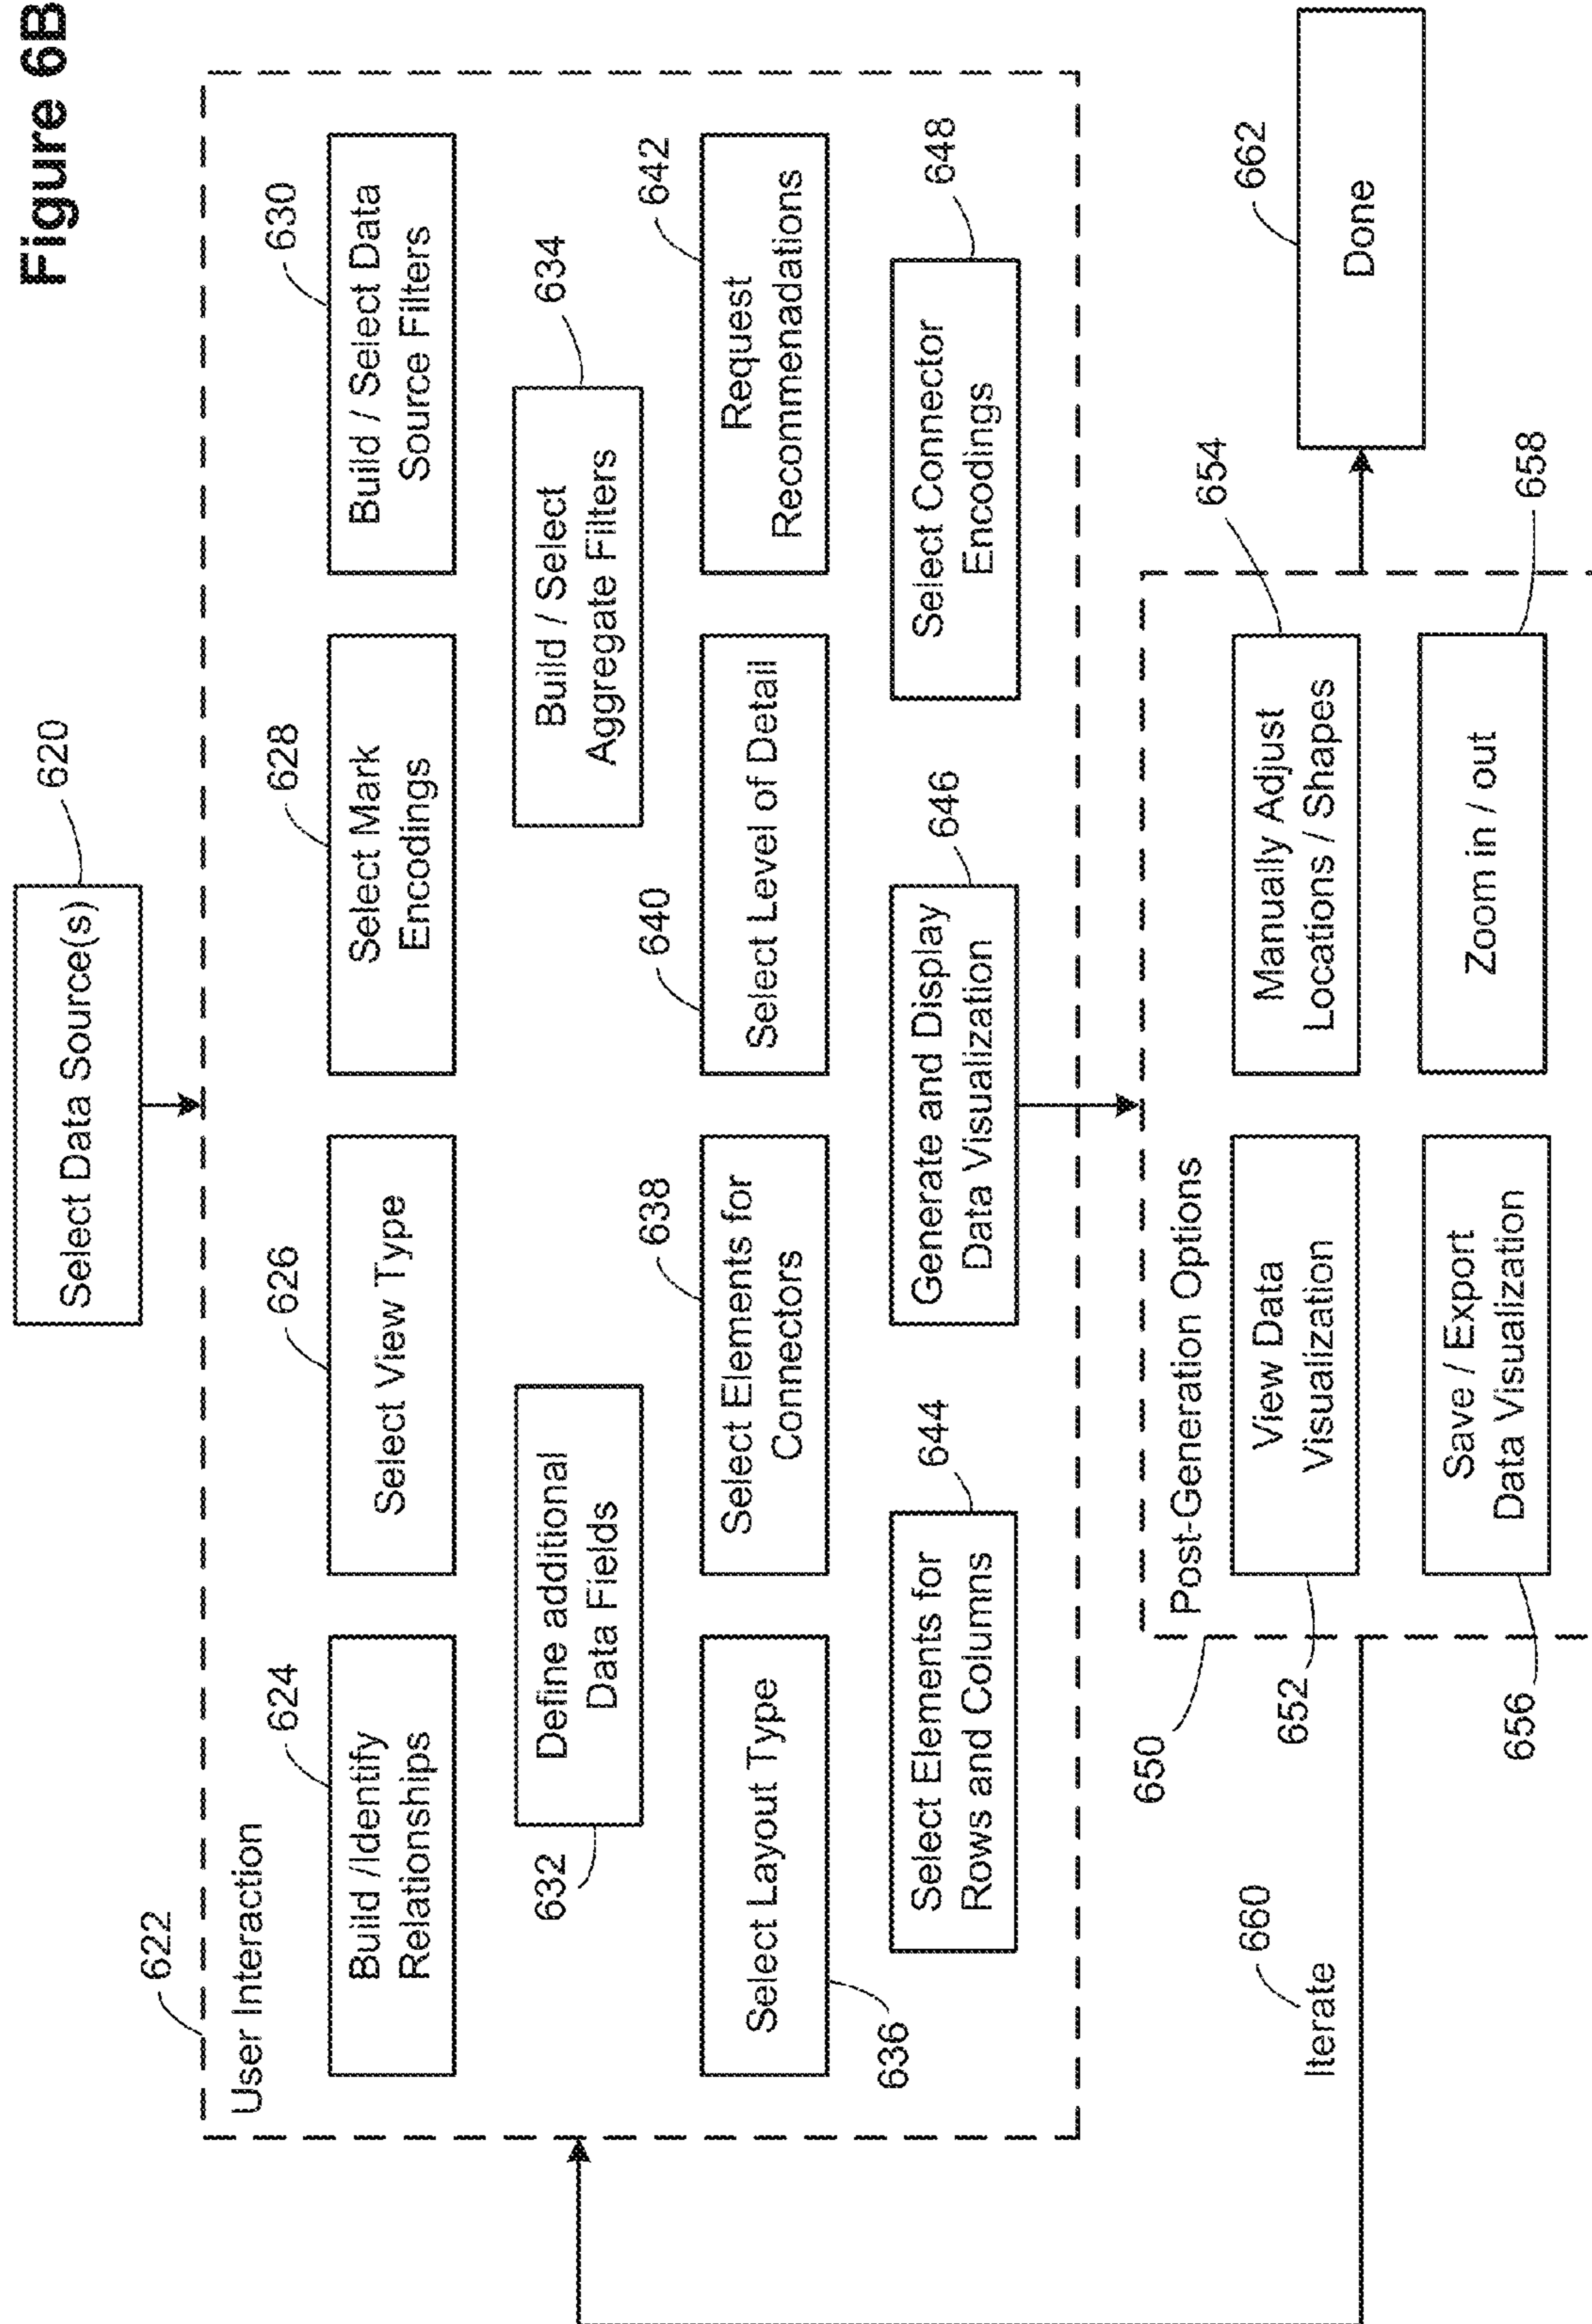 Figure 6B
620
Select Data Source(s)
622
User Interaction
624
Build /Identify
Relationships
626
Select View Type
628
Select Mark
Encodings
630
Build / Select Data
Source Filters
632
Define additional
Data Fields
634
Build / Select
Aggregate Filters
636
Select Layout Type
638
Select Elements for
Connectors
640
Select Level of Detail
642
Request
Recommenadations
644
Select Elements for
Rows and Columns
646
Generate and Display
Data Visualization
648
Select Connector
Encodings
650
Post-Generation Options
652
View Data
Visualization
654
Manually Adjust
Locations / Shapes
656
Save / Export
Data Visualization
658
Zoom in / out
660
Iterate
662
Done